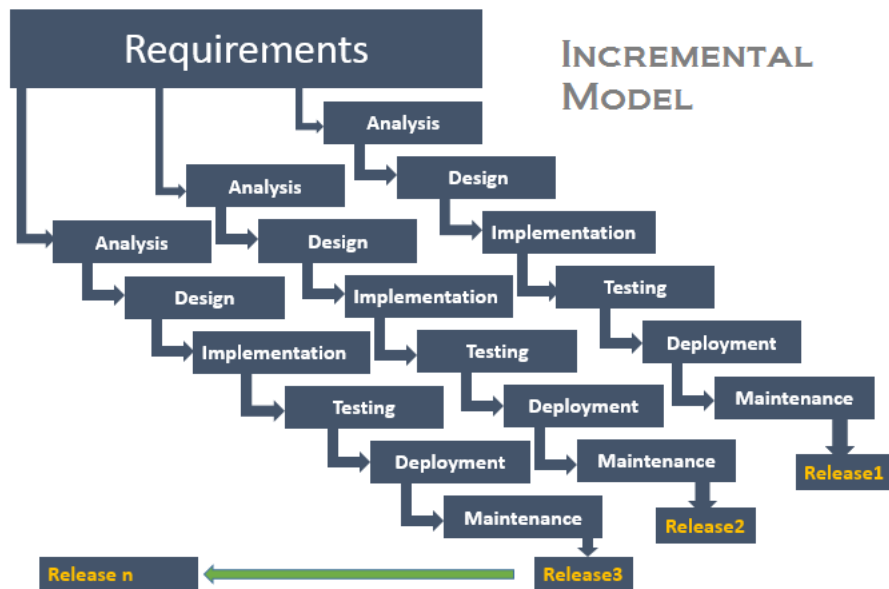 Requirements
INCREMENTAL
MODEL
Analysis
Design
Implementation
Testing
Deployment
Maintenance
Release1
Analysis
Design
Implementation
Testing
Deployment
Maintenance
Release2
Analysis
Design
Implementation
Testing
Deployment
Maintenance
Release3
Release n